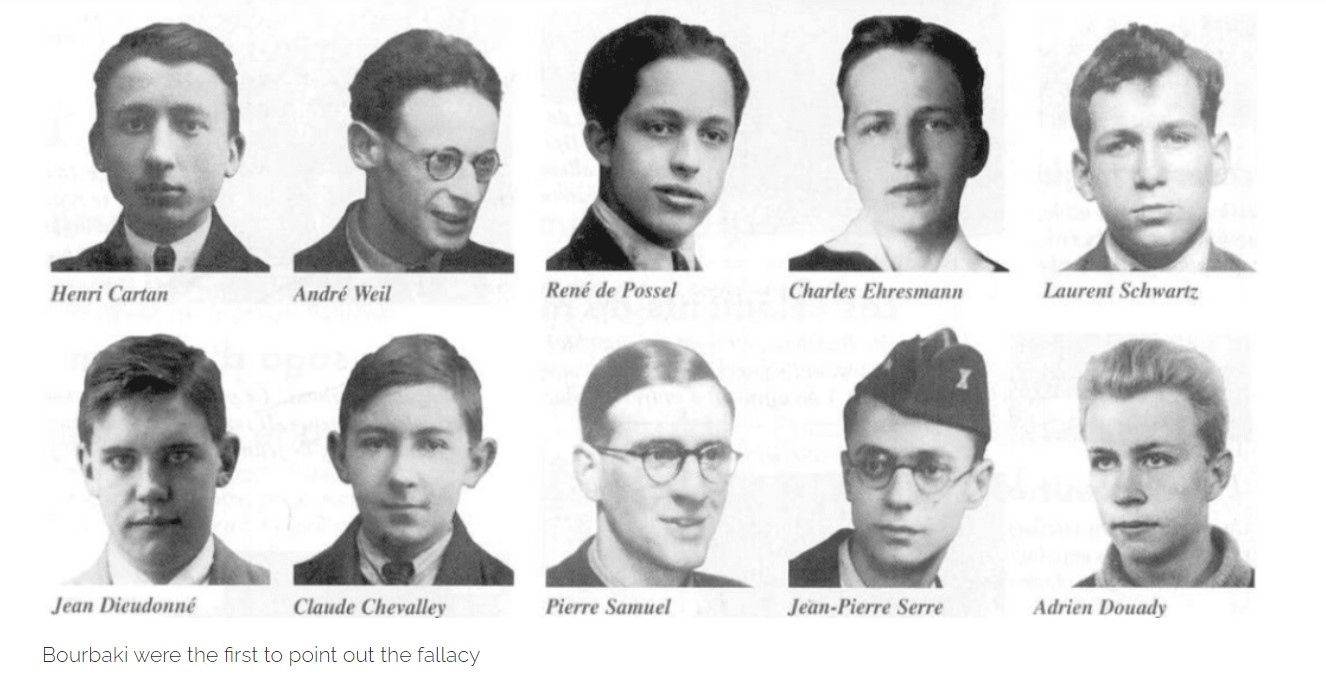 Henri Cartan
André Weil
René de Possel
Charles Ehresmann
Laurent Schwartz
Jean Dieudonné
Claude Chevalley
Pierre Samuel
Jean-Pierre Serre
Adrien Douady
Bourbaki were the first to point out the fallacy